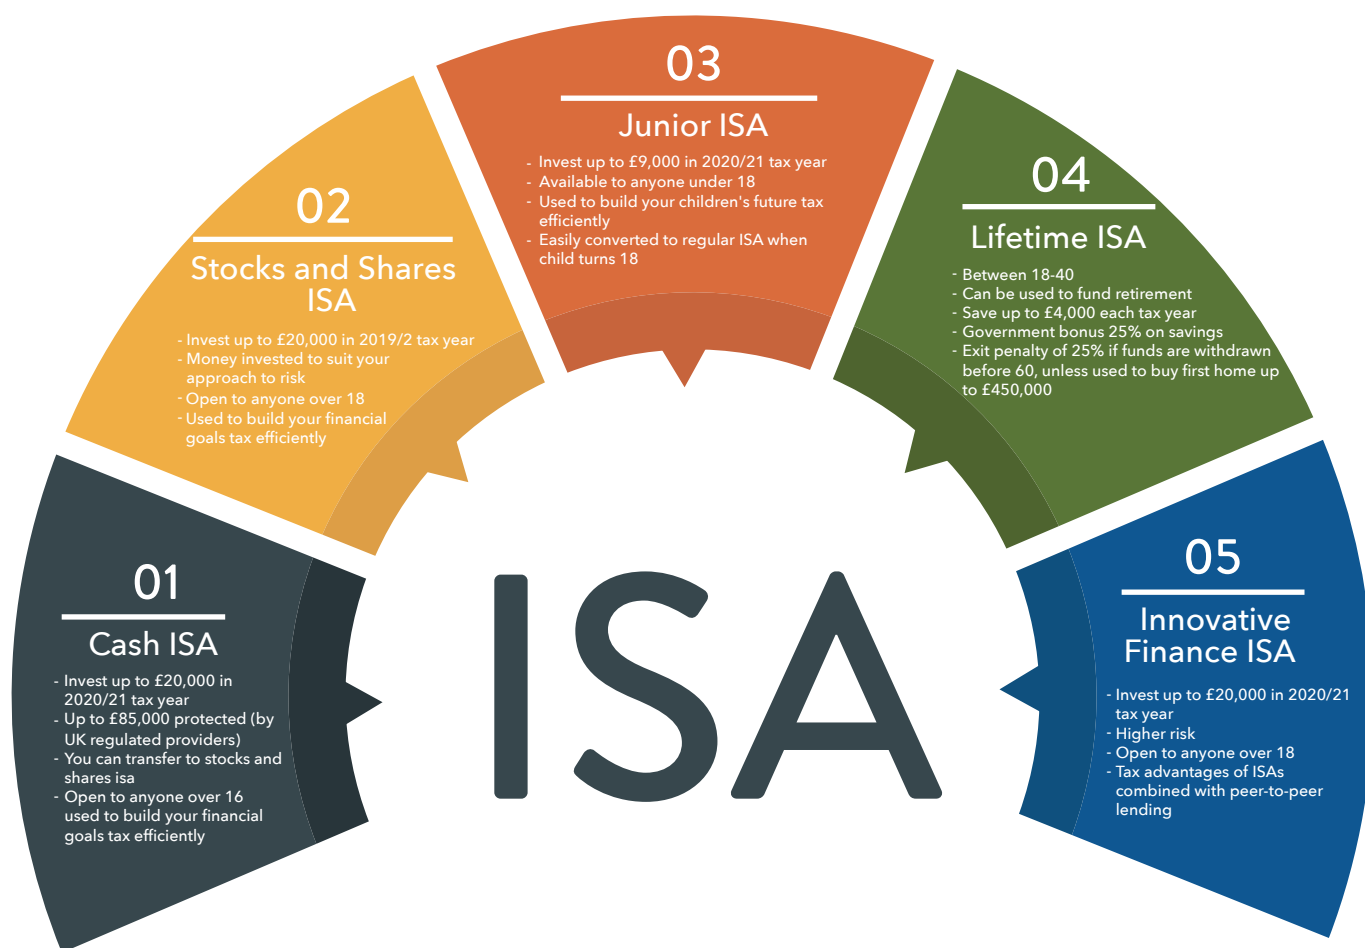 01
Cash ISA
- Invest up to £20,000 in
2020/21 tax year
- Up to £85,000 protected (by
UK regulated providers)
- You can transfer to stocks and
shares isa
- Open to anyone over 16
used to build your financial
goals tax efficiently
02
Stocks and Shares
ISA
- Invest up to £20,000 in 2019/2 tax year
- Money invested to suit your
approach to risk
- Open to anyone over 18
- Used to build your financial
goals tax efficiently
03
Junior ISA
- Invest up to £9,000 in 2020/21 tax year
- Available to anyone under 18
- Used to build your children's future tax
efficiently
- Easily converted to regular ISA when
child turns 18
04
Lifetime ISA
- Between 18-40
- Can be used to fund retirement
- Save up to £4,000 each tax year
- Government bonus 25% on savings
- Exit penalty of 25% if funds are withdrawn
before 60, unless used to buy first home up
to £450,000
05
Innovative
Finance ISA
- Invest up to £20,000 in 2020/21
tax year
- Higher risk
- Open to anyone over 18
- Tax advantages of ISAs
combined with peer-to-peer
lending
ISA